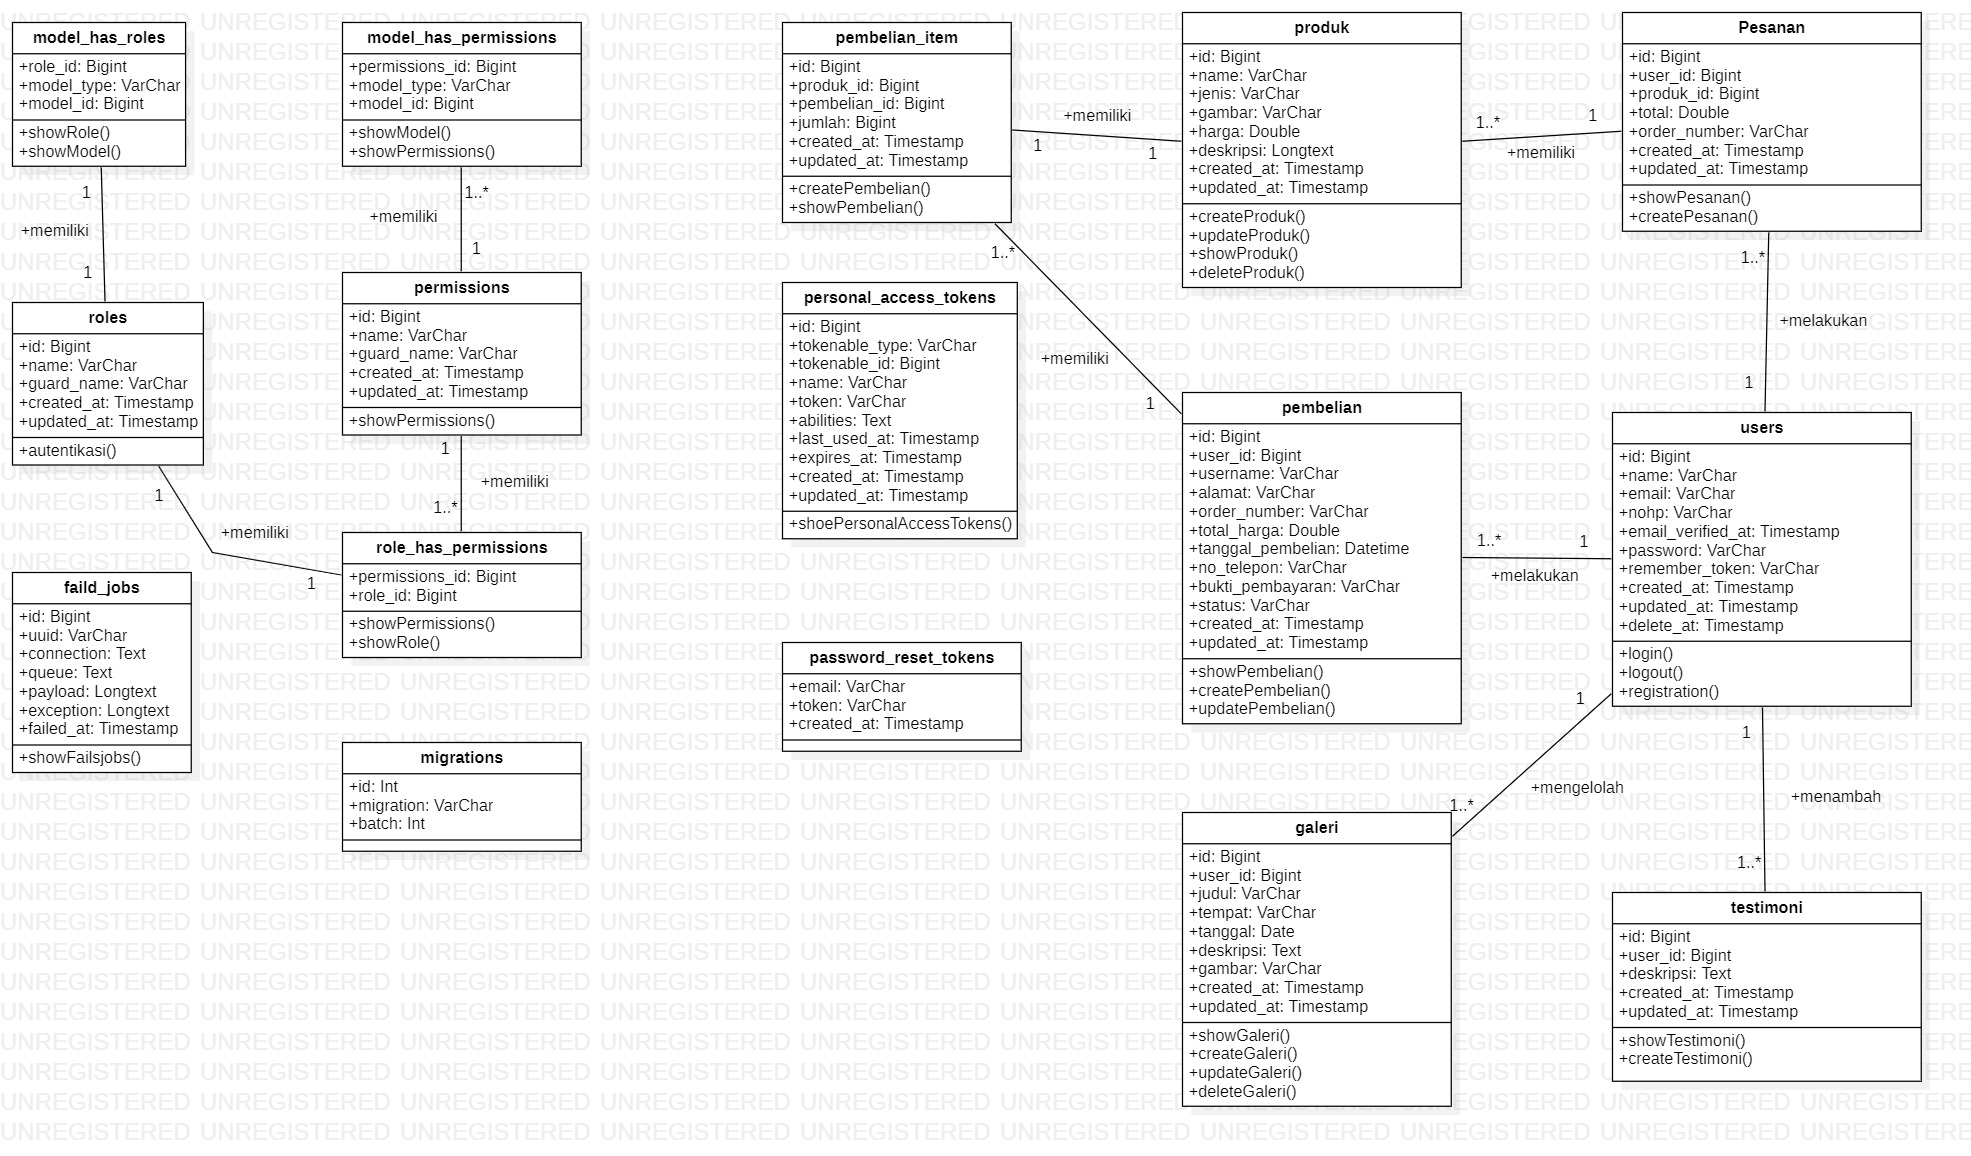 model_has_roles
+role_id: Bigint
+model_type: VarChar
+model_id: Bigint
+showRole()
+showModel()
1
+memiliki
1
roles
+id: Bigint
+name: VarChar
+guard_name: VarChar
+created_at: Timestamp
+updated_at: Timestamp
+autentikasi()
1
+memiliki
1
faild_jobs
+id: Bigint
+uuid: VarChar
+connection: Text
+queue: Text
+payload: Longtext
+exception: Longtext
+failed_at: Timestamp
+showFailsjobs()
model_has_permissions
+permissions_id: Bigint
+model_type: VarChar
+model_id: Bigint
+showModel()
+showPermissions()
1..*
+memiliki
1
permissions
+id: Bigint
+name: VarChar
+guard_name: VarChar
+created_at: Timestamp
+updated_at: Timestamp
+showPermissions()
1
+memiliki
1..*
role_has_permissions
+permissions_id: Bigint
+role_id: Bigint
+showPermissions()
+showRole()
migrations
+id: Int
+migration: VarChar
+batch: Int
pembelian_item
+id: Bigint
+produk_id: Bigint
+pembelian_id: Bigint
+jumlah: Bigint
+created_at: Timestamp
+updated_at: Timestamp
+createPembelian()
+showPembelian()
+memiliki
1
1
1..*
+memiliki
1
personal_access_tokens
+id: Bigint
+tokenable_type: VarChar
+tokenable_id: Bigint
+name: VarChar
+token: VarChar
+abilities: Text
+last_used_at: Timestamp
+expires_at: Timestamp
+created_at: Timestamp
+updated_at: Timestamp
+shoePersonalAccessTokens()
password_reset_tokens
+email: VarChar
+token: VarChar
+created_at: Timestamp
produk
+id: Bigint
+name: VarChar
+jenis: VarChar
+gambar: VarChar
+harga: Double
+deskripsi: Longtext
+created_at: Timestamp
+updated_at: Timestamp
+createProduk()
+updateProduk()
+showProduk()
+deleteProduk()
1..*
1
+memiliki
pembelian
+id: Bigint
+user_id: Bigint
+username: VarChar
+alamat: VarChar
+order_number: VarChar
+total_harga: Double
+tanggal_pembelian: Datetime
+no_telepon: VarChar
+bukti_pembayaran: VarChar
+status: VarChar
+created_at: Timestamp
+updated_at: Timestamp
+showPembelian()
+createPembelian()
+updatePembelian()
1..*
1
+melakukan
galeri
+id: Bigint
+user_id: Bigint
+judul: VarChar
+tempat: VarChar
+tanggal: Date
+deskripsi: Text
+gambar: VarChar
+created_at: Timestamp
+updated_at: Timestamp
+showGaleri()
+createGaleri()
+updateGaleri()
+deleteGaleri()
1
+mengelolah
1..*
Pesanan
+id: Bigint
+user_id: Bigint
+produk_id: Bigint
+total: Double
+order_number: VarChar
+created_at: Timestamp
+updated_at: Timestamp
+showPesanan()
+createPesanan()
1..*
+melakukan
1
users
+id: Bigint
+name: VarChar
+email: VarChar
+nohp: VarChar
+email_verified_at: Timestamp
+password: VarChar
+remember_token: VarChar
+created_at: Timestamp
+updated_at: Timestamp
+delete_at: Timestamp
+login()
+logout()
+registration()
1
+menambah
1..*
testimoni
+id: Bigint
+user_id: Bigint
+deskripsi: Text
+created_at: Timestamp
+updated_at: Timestamp
+showTestimoni()
+createTestimoni()
UNREGISTERED